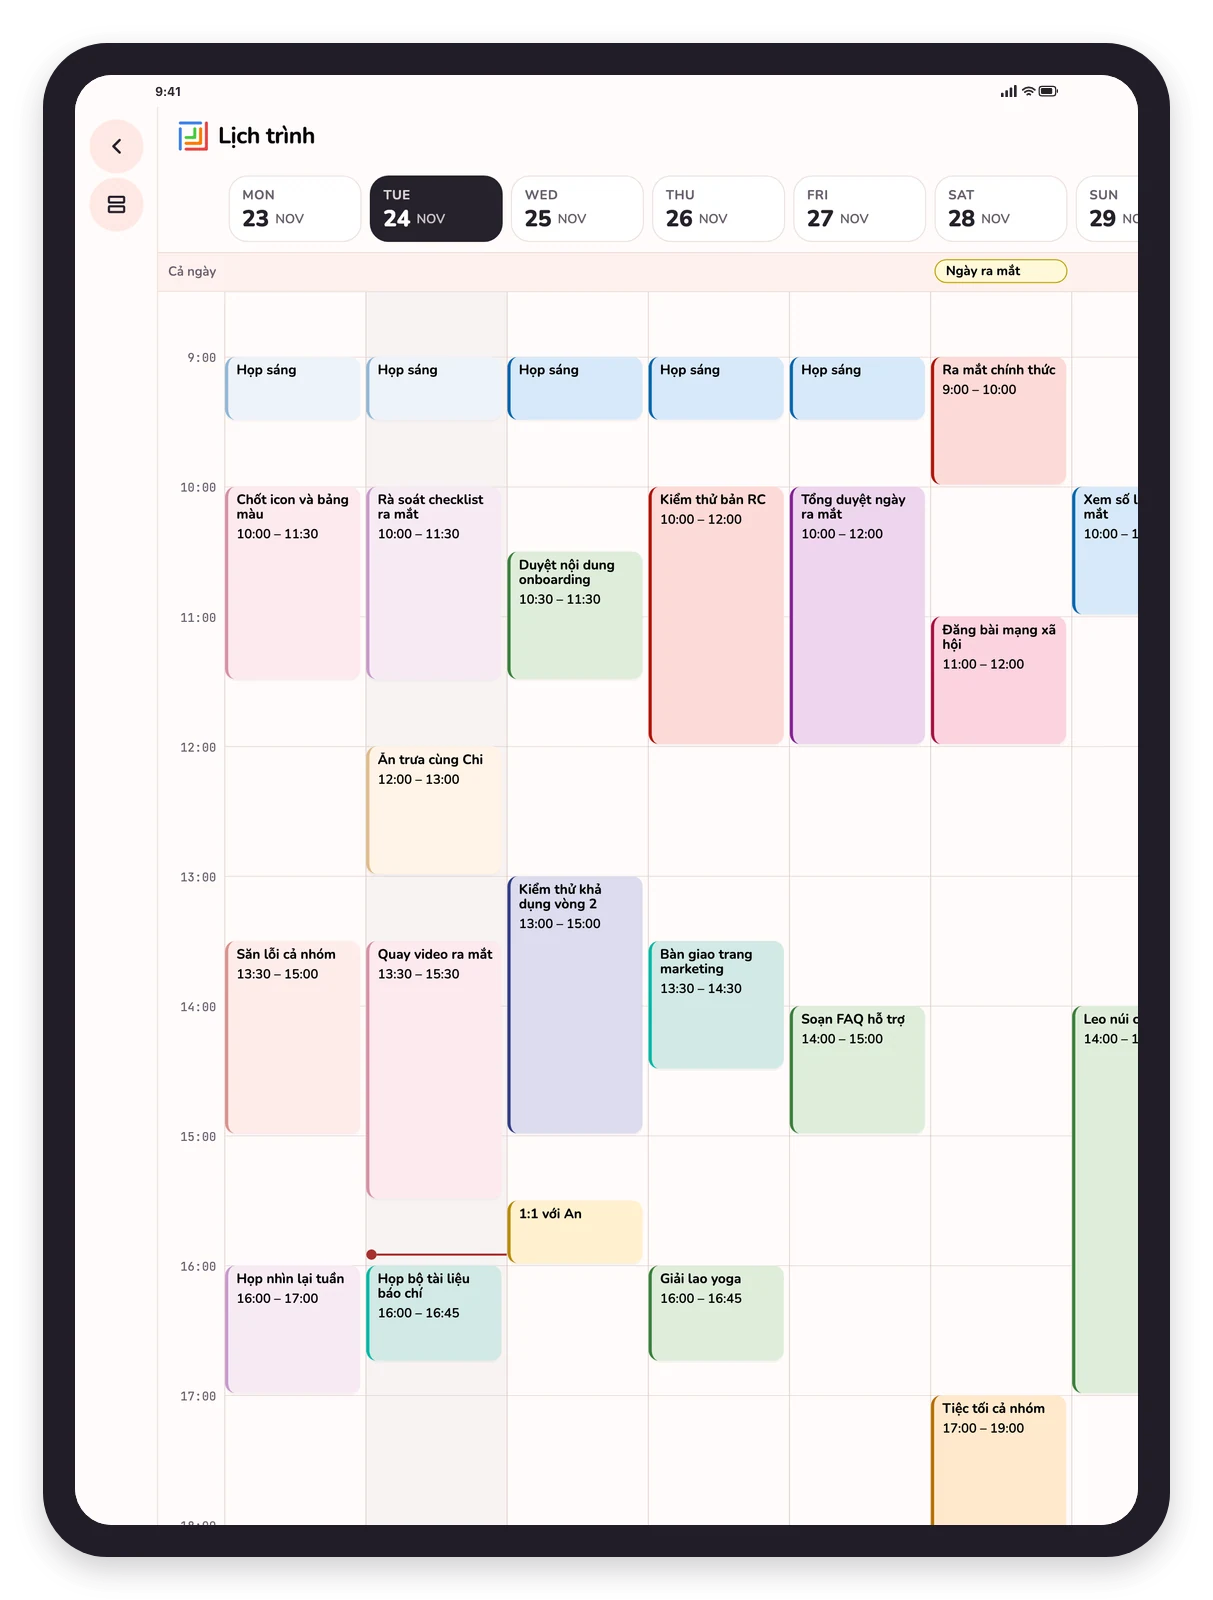 9:41
Lịch trình
MON
23 NOV
TUE
24 NOV
WED
25 NOV
THU
26 NOV
FRI
27 NOV
SAT
28 NOV
SUN
29
Cả ngày
Ngày ra mắt
9:00
10:00
11:00
12:00
13:00
14:00
15:00
16:00
17:00
Họp sáng
Chốt icon và bảng
màu
10:00 – 11:30
Săn lỗi cả nhóm
13:30 – 15:00
Họp nhìn lại tuần
16:00 – 17:00
Họp sáng
Rà soát checklist
ra mắt
10:00 – 11:30
Ăn trưa cùng Chi
12:00 – 13:00
Quay video ra mắt
13:30 – 15:30
Họp bộ tài liệu
báo chí
16:00 – 16:45
Họp sáng
Duyệt nội dung
onboarding
10:30 – 11:30
Kiểm thử khả
dụng vòng 2
13:00 – 15:00
1:1 với An
Họp sáng
Kiểm thử bản RC
10:00 – 12:00
Bàn giao trang
marketing
13:30 – 14:30
Giải lao yoga
16:00 – 16:45
Họp sáng
Tổng duyệt ngày
ra mắt
10:00 – 12:00
Soạn FAQ hỗ trợ
14:00 – 15:00
Ra mắt chính thức
9:00 – 10:00
Đăng bài mạng xã
hội
11:00 – 12:00
Tiệc tối cả nhóm
17:00 – 19:00
Xem số
mắt
10:00 –
Leo núi
14:00 –